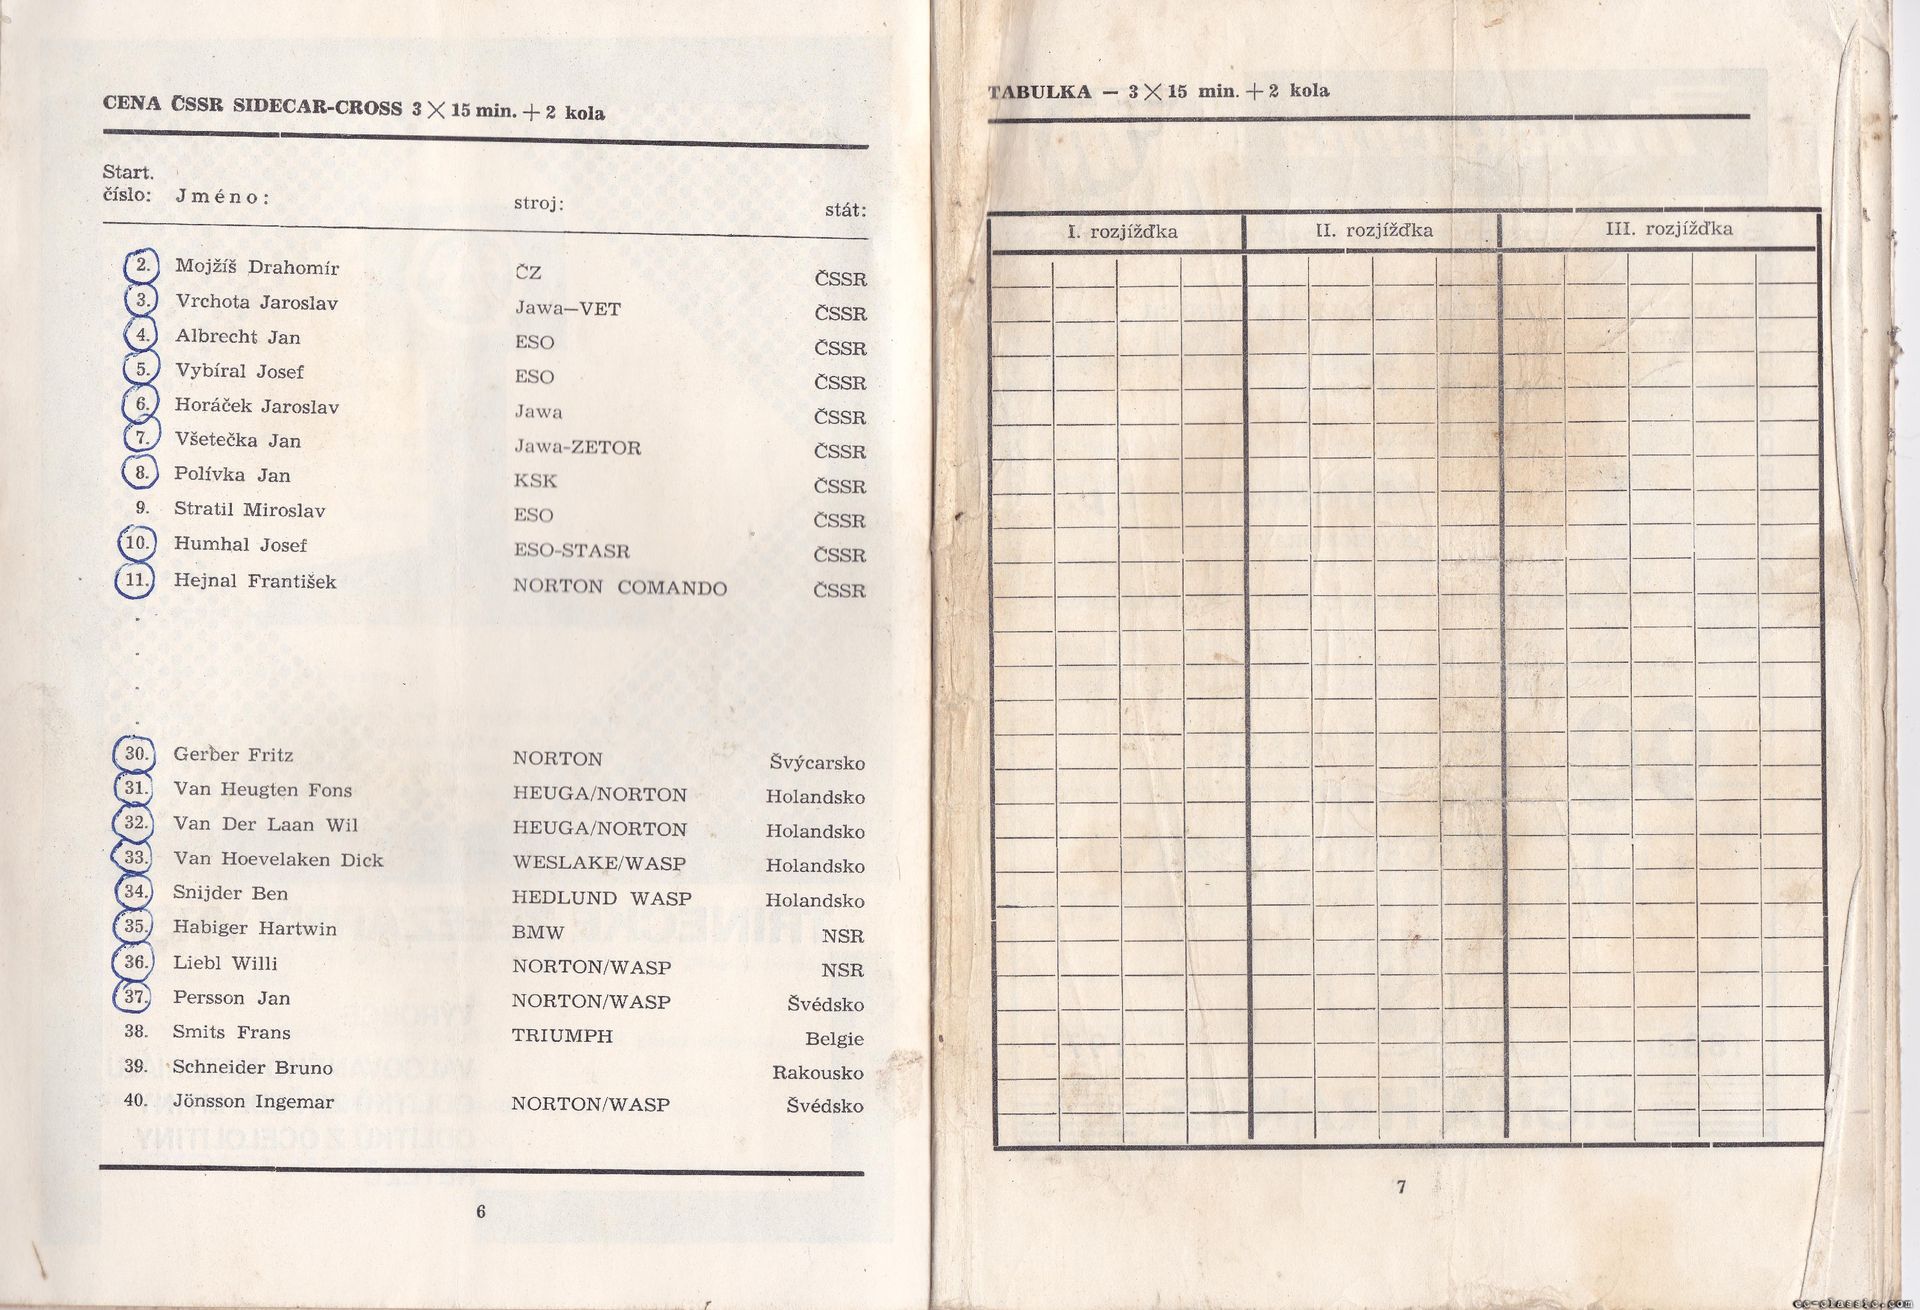 CENA ČSSR SIDECAR-CROSS 3 × 15 min. + 2 kola
Start.
číslo: Jméno: stroj: stát:
2. Mojžíš Drahomír ČZ ČSSR
3. Vrchota Jaroslav Jawa—VET ČSSR
4. Albrecht Jan ESO ČSSR
5. Vybíral Josef ESO ČSSR
6. Horáček Jaroslav Jawa ČSSR
7. Všetečka Jan Jawa-ZETOR ČSSR
8. Polívka Jan KSK ČSSR
9. Stratil Miroslav ESO ČSSR
10. Humhal Josef ESO-STASR ČSSR
11. Hejnal František NORTON COMANDO ČSSR
30. Gerber Fritz NORTON Švýcarsko
31. Van Heugten Fons HEUGA/NORTON Holandsko
32. Van Der Laan Wil HEUGA/NORTON Holandsko
33. Van Hoevelaken Dick WESLAKE/WASP Holandsko
34. Snijder Ben HEDLUND WASP Holandsko
35. Habiger Hartwin BMW NSR
36. Liebl Willi NORTON/WASP NSR
37. Persson Jan NORTON/WASP Švédsko
38. Smits Frans TRIUMPH Belgie
39. Schneider Bruno Rakousko
40. Jönsson Ingemar NORTON/WASP Švédsko
6
TABULKA — 3 × 15 min. + 2 kola
I. rozjížďka II. rozjížďka III. rozjížďka
7
cc-classic.com